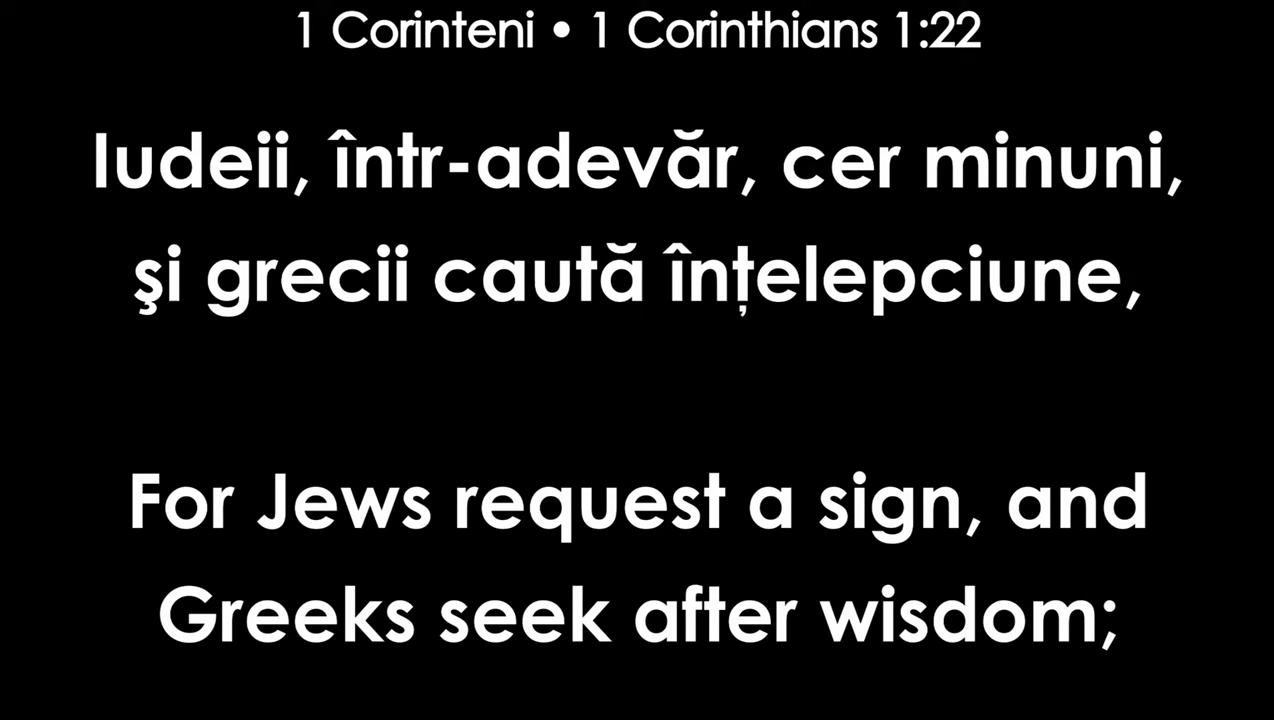 1 Corinteni • 1 Corinthians 1:22
Iudeii, într-adevăr, cer minuni,
şi grecii caută înțelepciune,
For Jews request a sign, and
Greeks seek after wisdom;